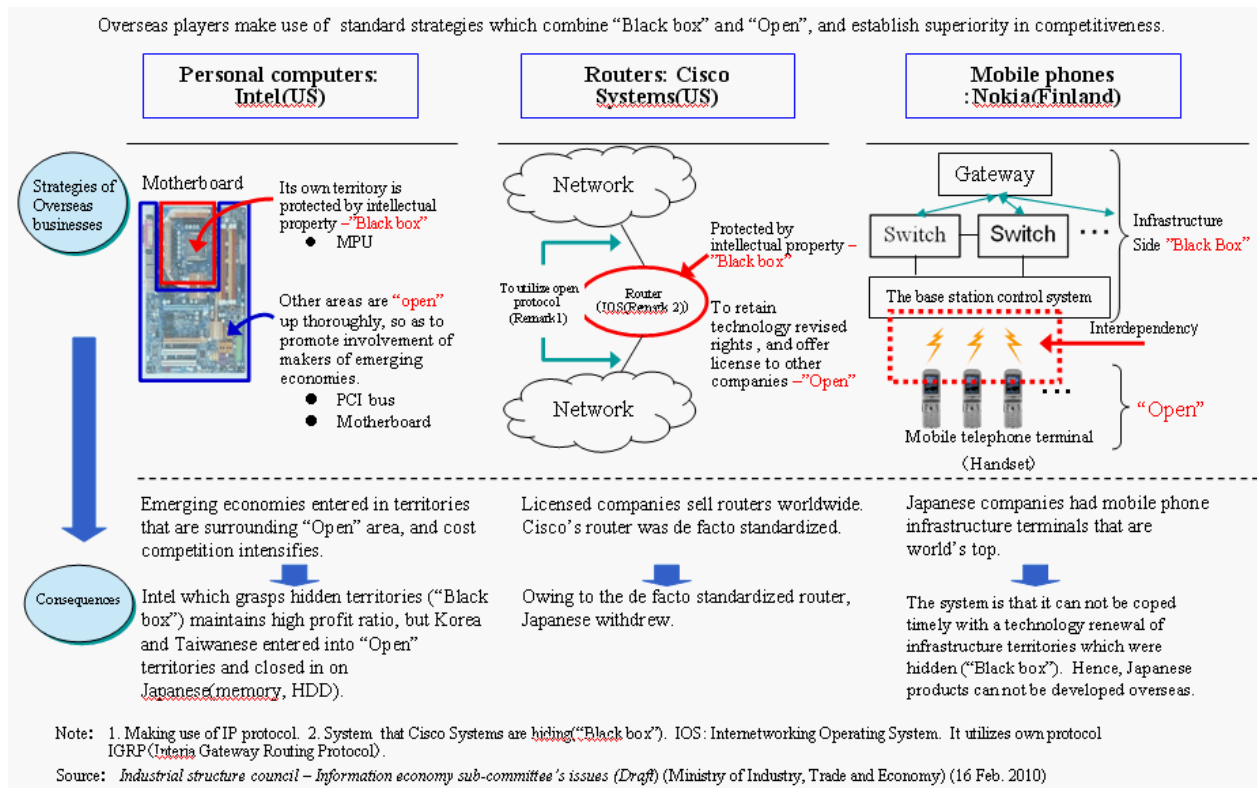 Overseas players make use of standard strategies which combine “Black box” and “Open”, and establish superiority in competitiveness.
Personal computers:
Intel(US)
Routers: Cisco
Systems(US)
Mobile phones
:Nokia(Finland)
Strategies of
Overseas
businesses
Motherboard
Its own territory is
protected by intellectual
property –”Black box”
● MPU
Other areas are “open”
up thoroughly, so as to
promote involvement of
makers of emerging
economies.
● PCI bus
● Motherboard
Network
To utilize open
protocol
(Remark1)
Router
(IOS(Remark 2))
Network
Protected by
intellectual property –
”Black box”
To retain
technology revised
rights , and offer
license to other
companies –”Open”
Gateway
Switch
Switch
···
The base station control system
Infrastructure
Side ”Black Box”
Interdependency
···
“Open”
Mobile telephone terminal
(Handset)
Consequences
Emerging economies entered in territories
that are surrounding “Open” area, and cost
competition intensifies.
Intel which grasps hidden territories (“Black
box”) maintains high profit ratio, but Korea
and Taiwanese entered into “Open”
territories and closed in on
Japanese(memory, HDD).
Licensed companies sell routers worldwide.
Cisco’s router was de facto standardized.
Owing to the de facto standardized router,
Japanese withdrew.
Japanese companies had mobile phone
infrastructure terminals that are
world’s top.
The system is that it can not be coped
timely with a technology renewal of
infrastructure territories which were
hidden (“Black box”). Hence, Japanese
products can not be developed overseas.
Note: 1. Making use of IP protocol. 2. System that Cisco Systems are hiding(“Black box”). IOS: Internetworking Operating System. It utilizes own protocol
IGRP(Interia Gateway Routing Protocol).
Source: Industrial structure council – Information economy sub-committee’s issues (Draft) (Ministry of Industry, Trade and Economy) (16 Feb. 2010)